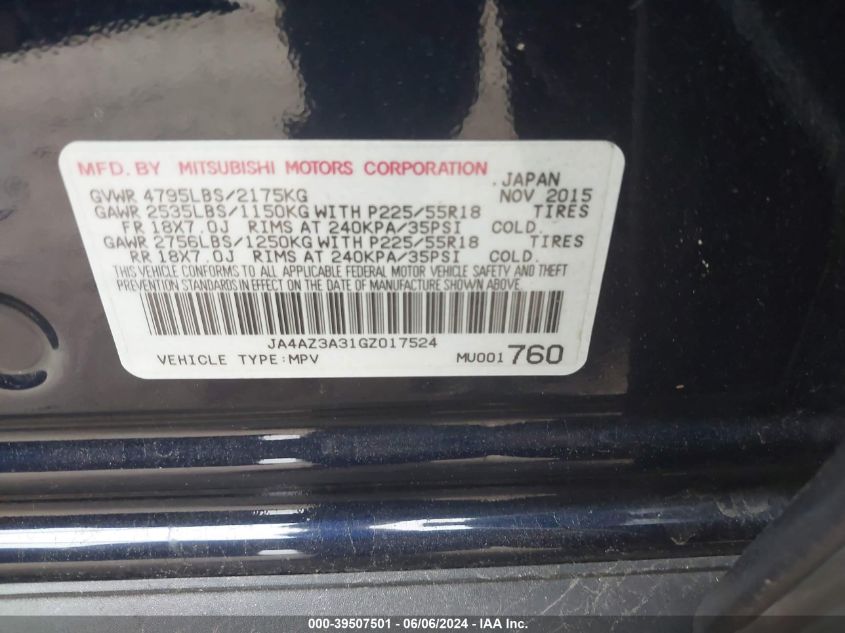 MFD. BY MITSUBISHI MOTORS CORPORATION
, JAPAN
GVWR 4795LBS/2175KG NOV 2015
GAWR 2535LBS/1150KG WITH P225/55R18 TIRES
FR 18X7.0J RIMS AT 240KPA/35PSI COLD.
GAWR 2756LBS/1250KG WITH P225/55R18 TIRES
RR 18X7.0J RIMS AT 240KPA/35PSI COLD.
THIS VEHICLE CONFORMS TO ALL APPLICABLE FEDERAL MOTOR VEHICLE SAFETY AND THEFT
PREVENTION STANDARDS IN EFFECT ON THE DATE OF MANUFACTURE SHOWN ABOVE.
JA4AZ3A31GZ017524
VEHICLE TYPE:MPV MU001760
000-39507501 - 06/06/2024 - IAA Inc.